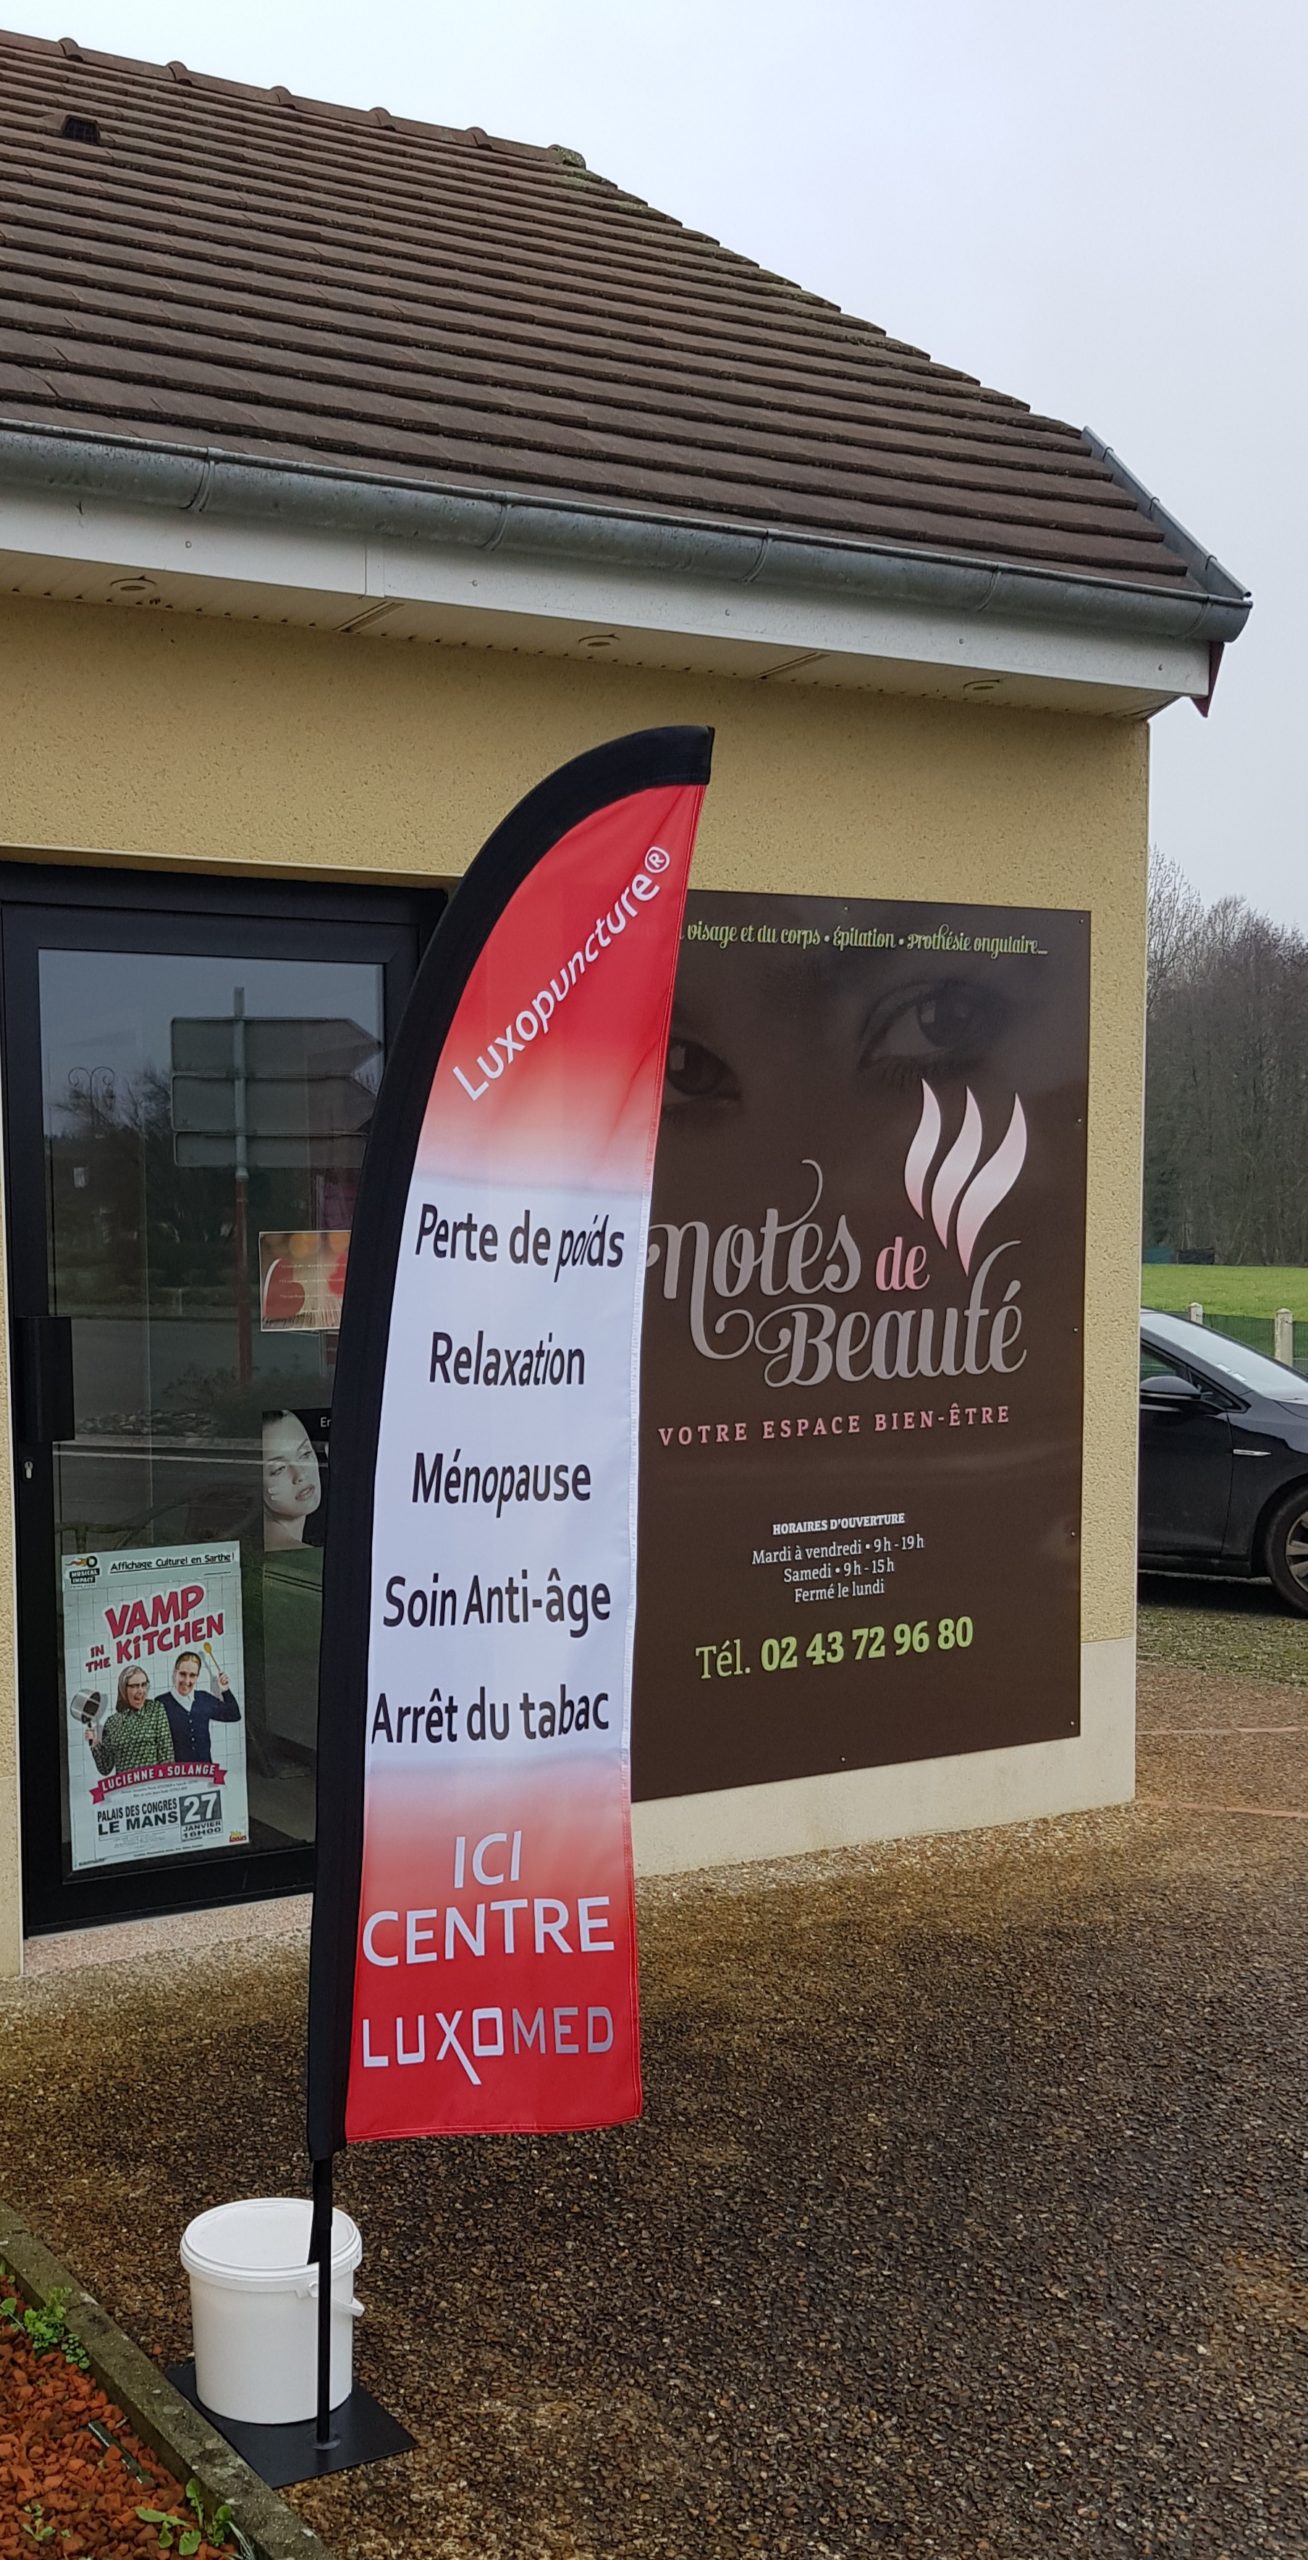 Luxopuncture®
Perte de poids
Relaxation
Ménopause
Soin Anti-âge
Arrêt du tabac
ICI
CENTRE
LUXOMED
visage et du corps • épilation • prothésie ongulaire...
notes de
Beauté
VOTRE ESPACE BIEN-ÊTRE
HORAIRES D'OUVERTURE
Mardi à vendredi • 9h - 19h
Samedi • 9h - 15h
Fermé le lundi
Tél. 02 43 72 96 80
MUSICAL
IMPACT
Affichage Culturel en Sarthe!
VAMP
IN THE KITCHEN
LUCIENNE & SOLANGE
PALAIS DES CONGRES
LE MANS
27
JANVIER
16H00